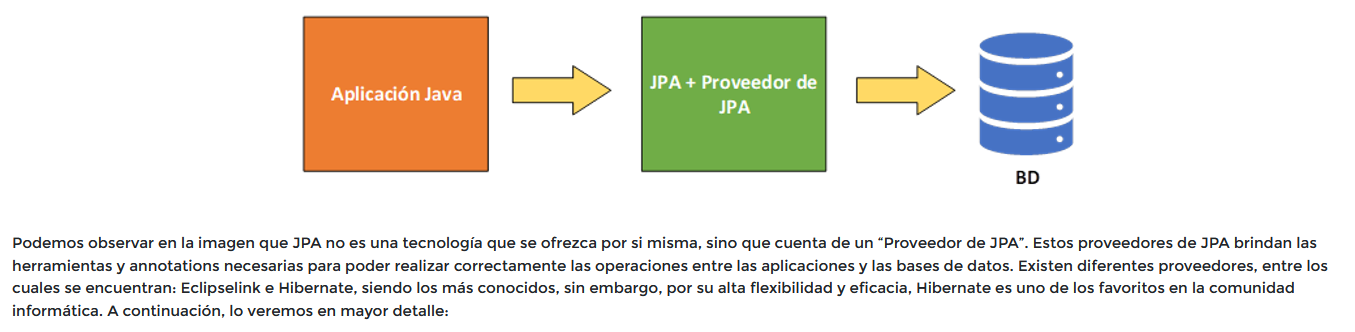 Aplicación Java
JPA + Proveedor de
JPA
BD
Podemos observar en la imagen que JPA no es una tecnología que se ofrezca por si misma, sino que cuenta de un “Proveedor de JPA”. Estos proveedores de JPA brindan las
herramientas y annotations necesarias para poder realizar correctamente las operaciones entre las aplicaciones y las bases de datos. Existen diferentes proveedores, entre los
cuales se encuentran: Eclipselink e Hibernate, siendo los más conocidos, sin embargo, por su alta flexibilidad y eficacia, Hibernate es uno de los favoritos en la comunidad
informática. A continuación, lo veremos en mayor detalle: